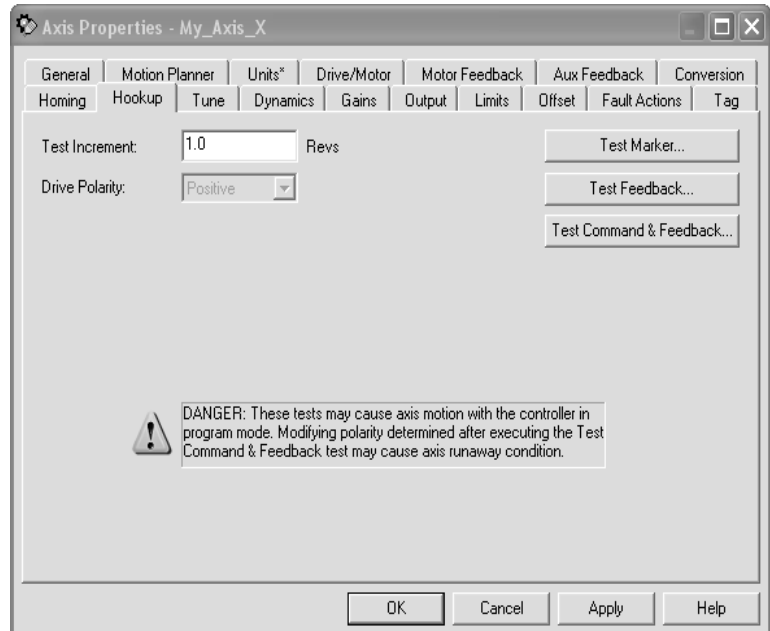 Axis Properties - My_Axis_X
General Motion Planner Units* Drive/Motor Motor Feedback Aux Feedback Conversion
Homing Hookup Tune Dynamics Gains Output Limits Offset Fault Actions Tag
Test Increment: 1.0 Revs Test Marker...
Drive Polarity: Positive Test Feedback...
Test Command & Feedback...
DANGER: These tests may cause axis motion with the controller in
program mode. Modifying polarity determined after executing the Test
Command & Feedback test may cause axis runaway condition.
OK Cancel Apply Help